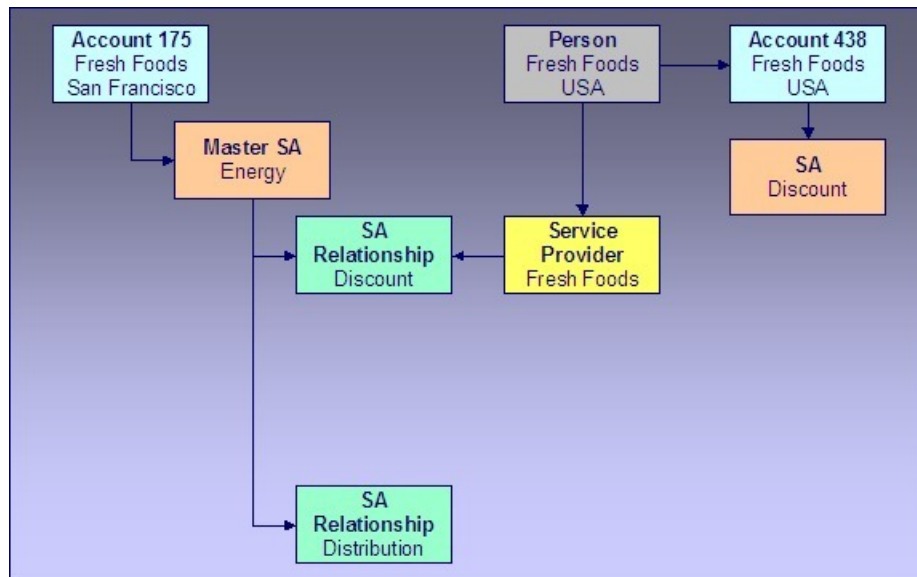 Account 175
Fresh Foods
San Francisco
Person
Fresh Foods
USA
Account 438
Fresh Foods
USA
Master SA
Energy
SA
Discount
SA
Relationship
Discount
Service
Provider
Fresh Foods
SA
Relationship
Distribution